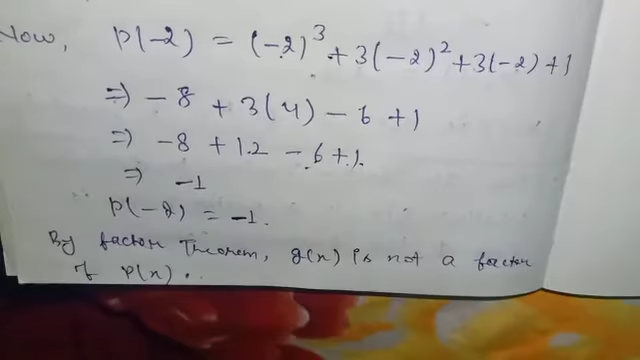 Now, P(-2) = (-2)³ + 3(-2)² + 3(-2) + 1
⇒ -8 + 3(4) - 6 + 1
⇒ -8 + 12 - 6 + 1
⇒ -1
P(-2) = -1.
By factor Theorem, g(x) is not a factor
of P(x).